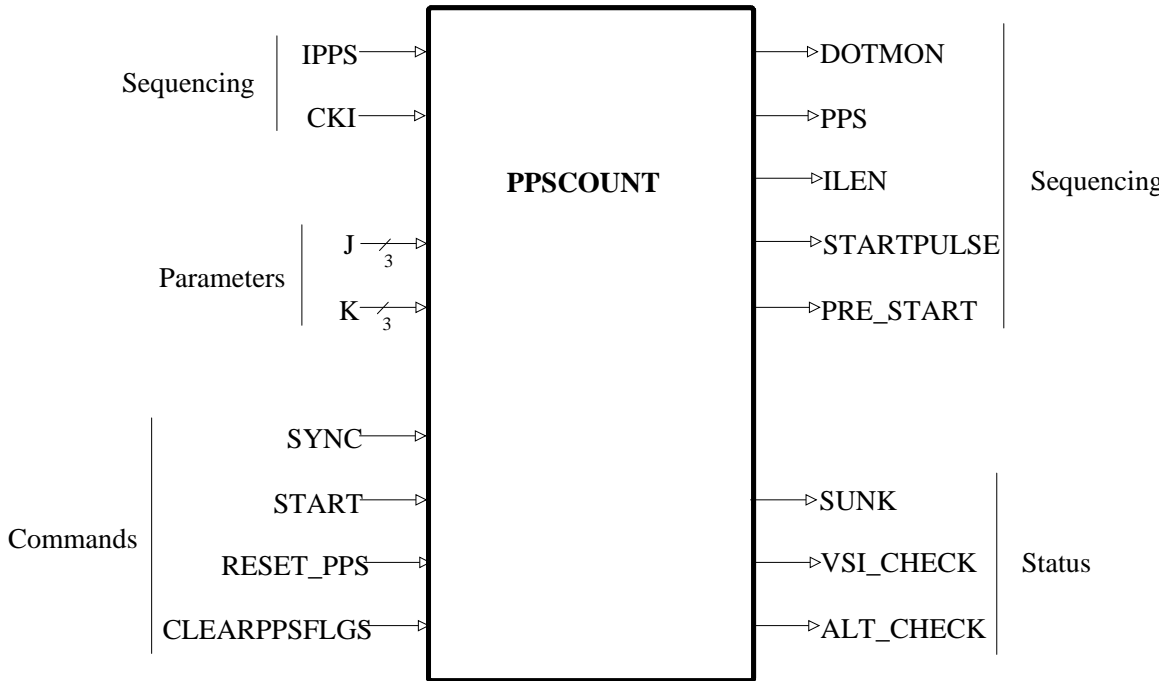 Sequencing
IPPS
CKI
Parameters
J
3
K
3
Commands
SYNC
START
RESET_PPS
CLEARPPSFLGS
PPSCOUNT
DOTMON
PPS
ILEN
STARTPULSE
PRE_START
Sequencing
SUNK
VSI_CHECK
ALT_CHECK
Status